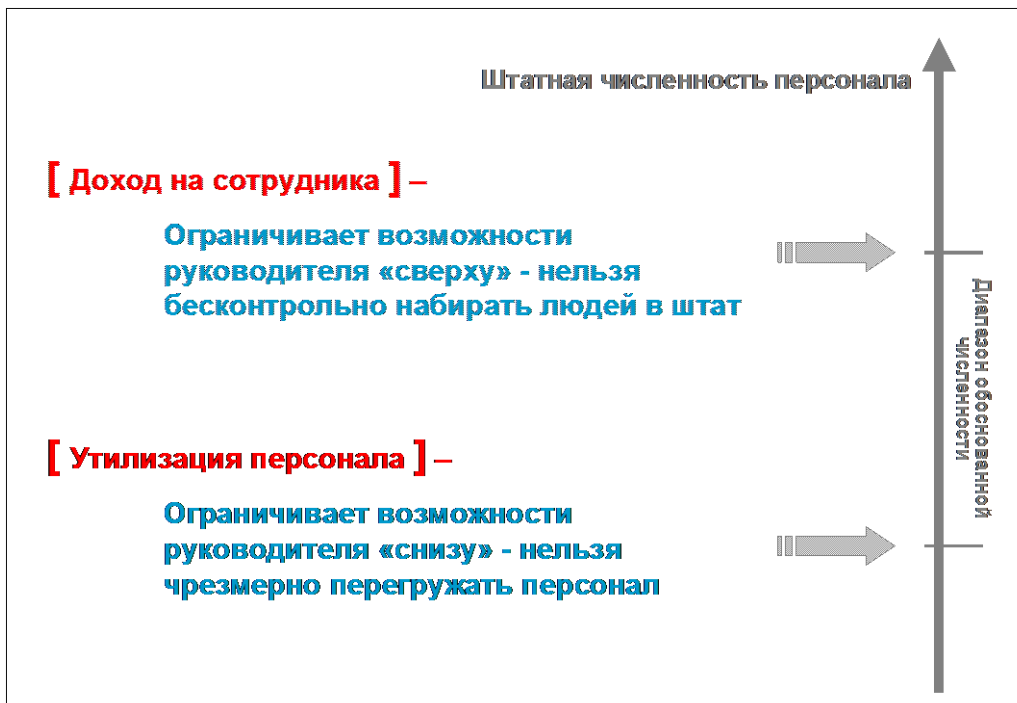 Штатная численность персонала
[ Доход на сотрудника ] –
Ограничивает возможности
руководителя «сверху» - нельзя
бесконтрольно набирать людей в штат
Диапазон обоснованной
численности
[ Утилизация персонала ] –
Ограничивает возможности
руководителя «снизу» - нельзя
чрезмерно перегружать персонал